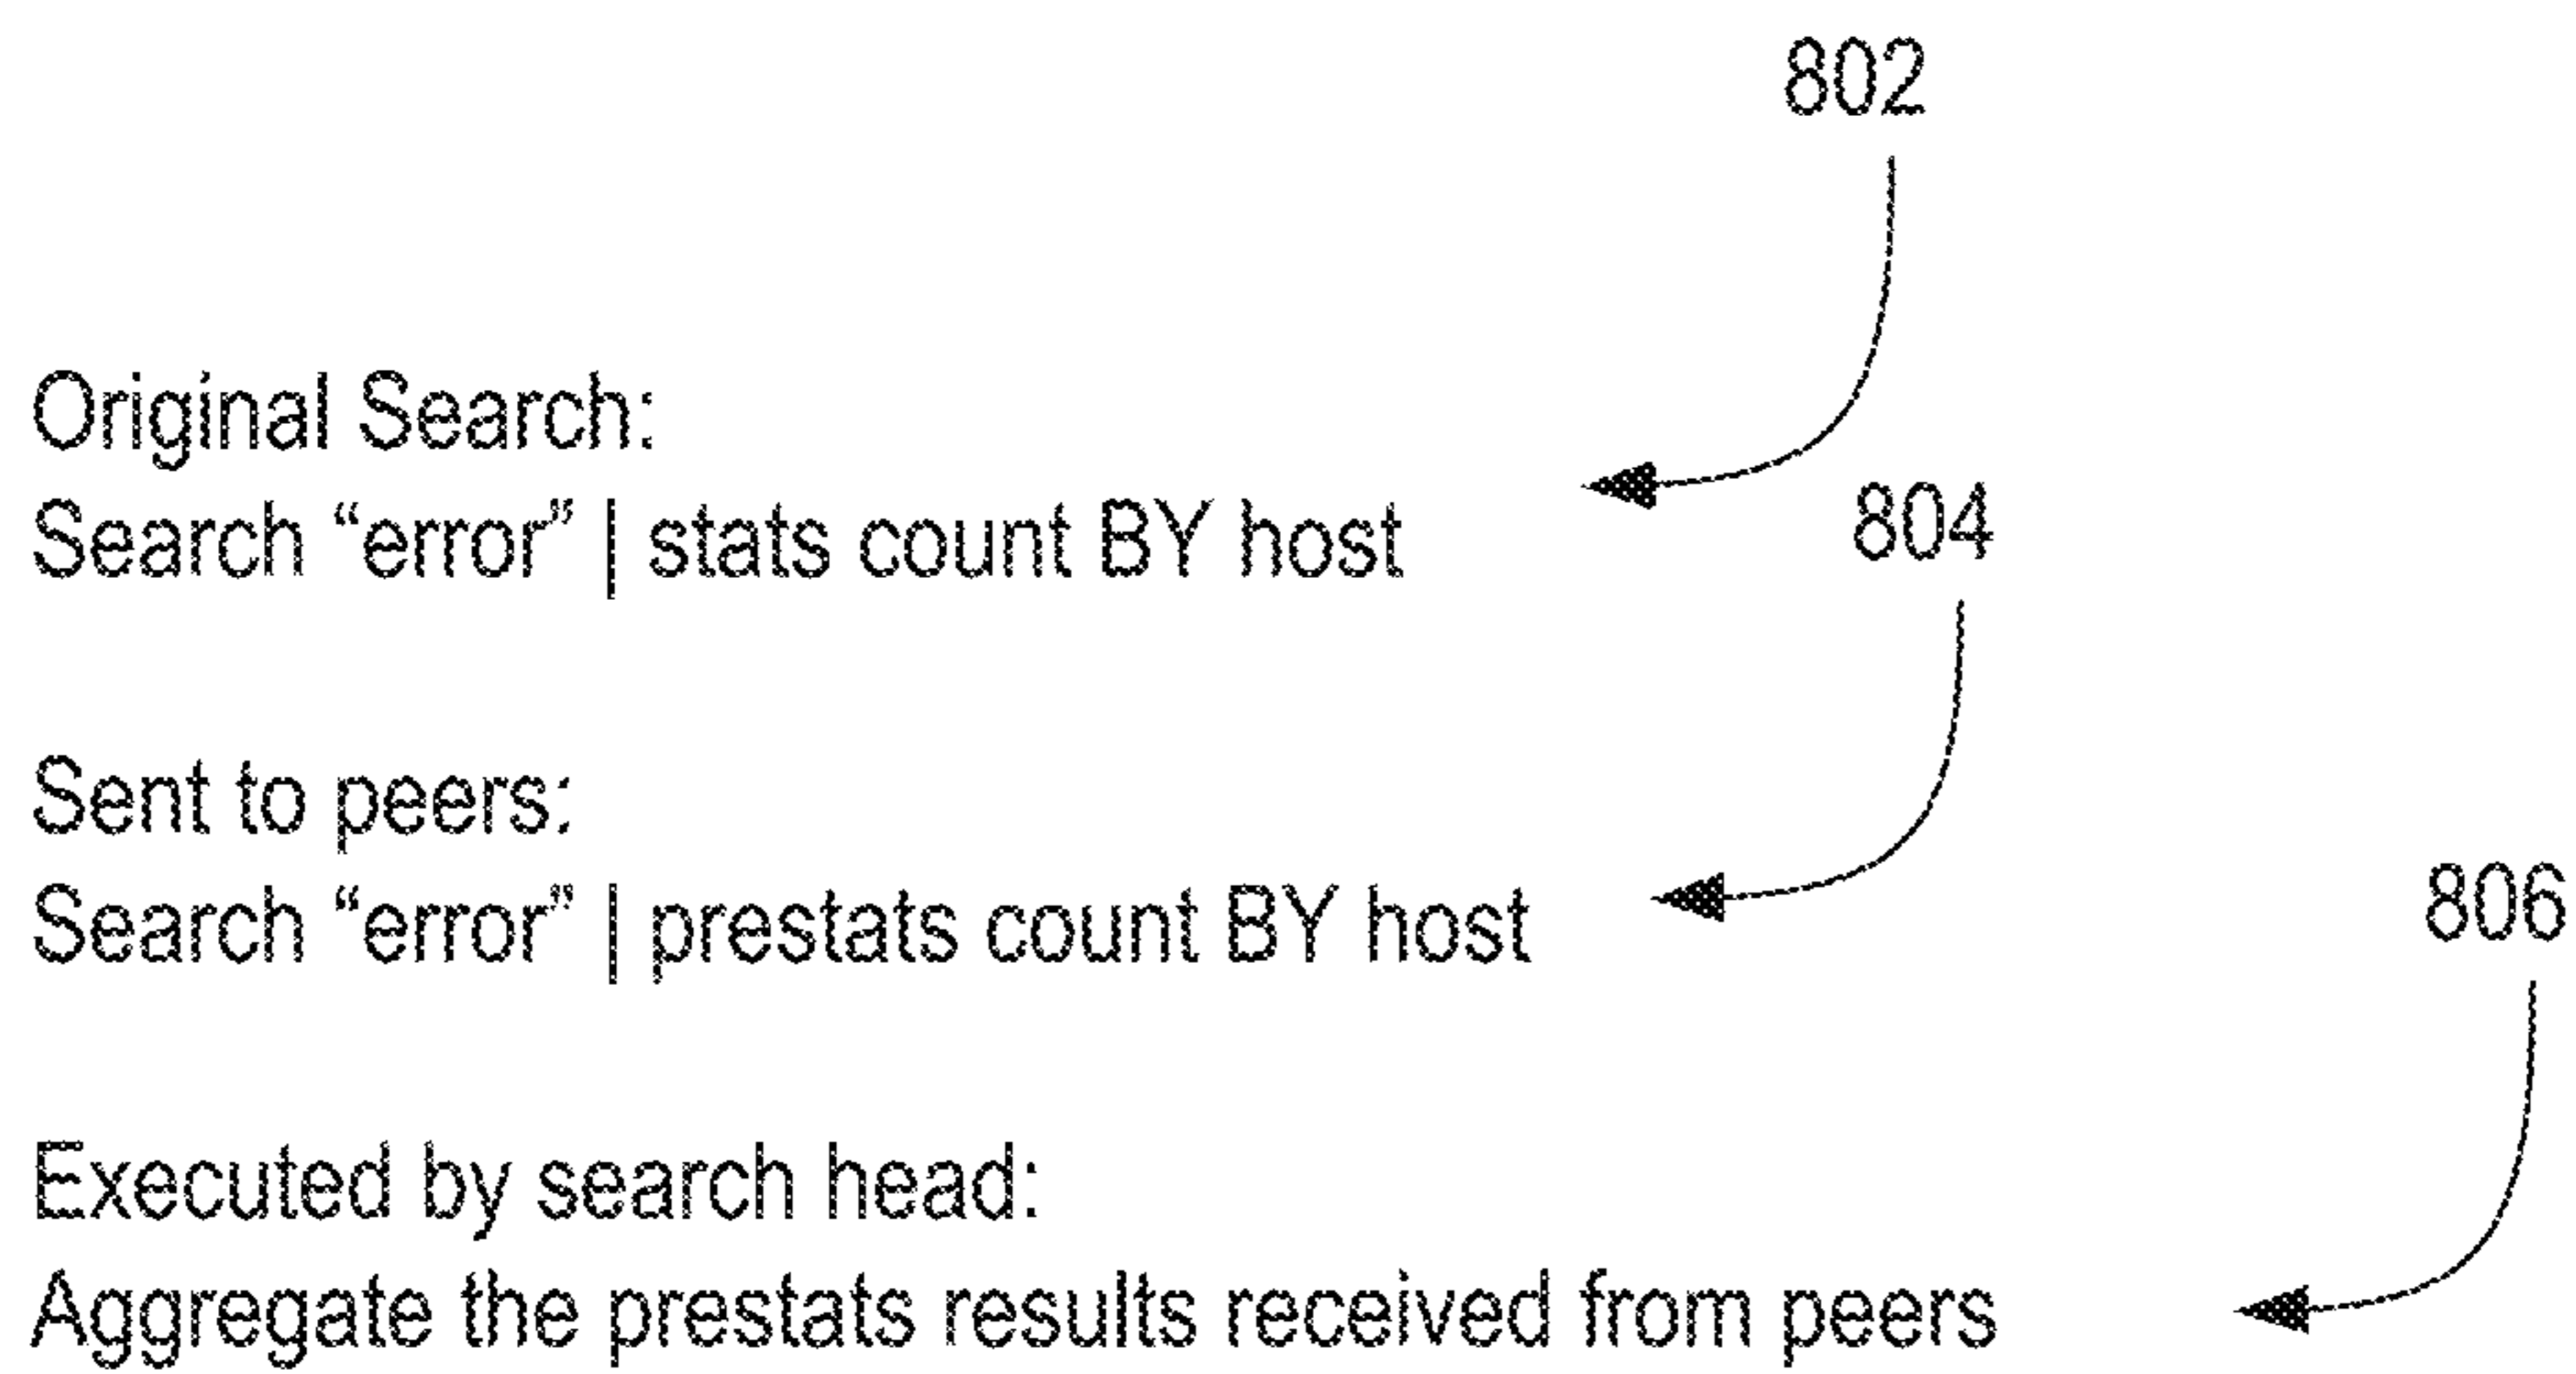 802
Original Search:
Search “error” | stats count BY host
804
Sent to peers:
Search “error” | prestats count BY host
806
Executed by search head:
Aggregate the prestats results received from peers